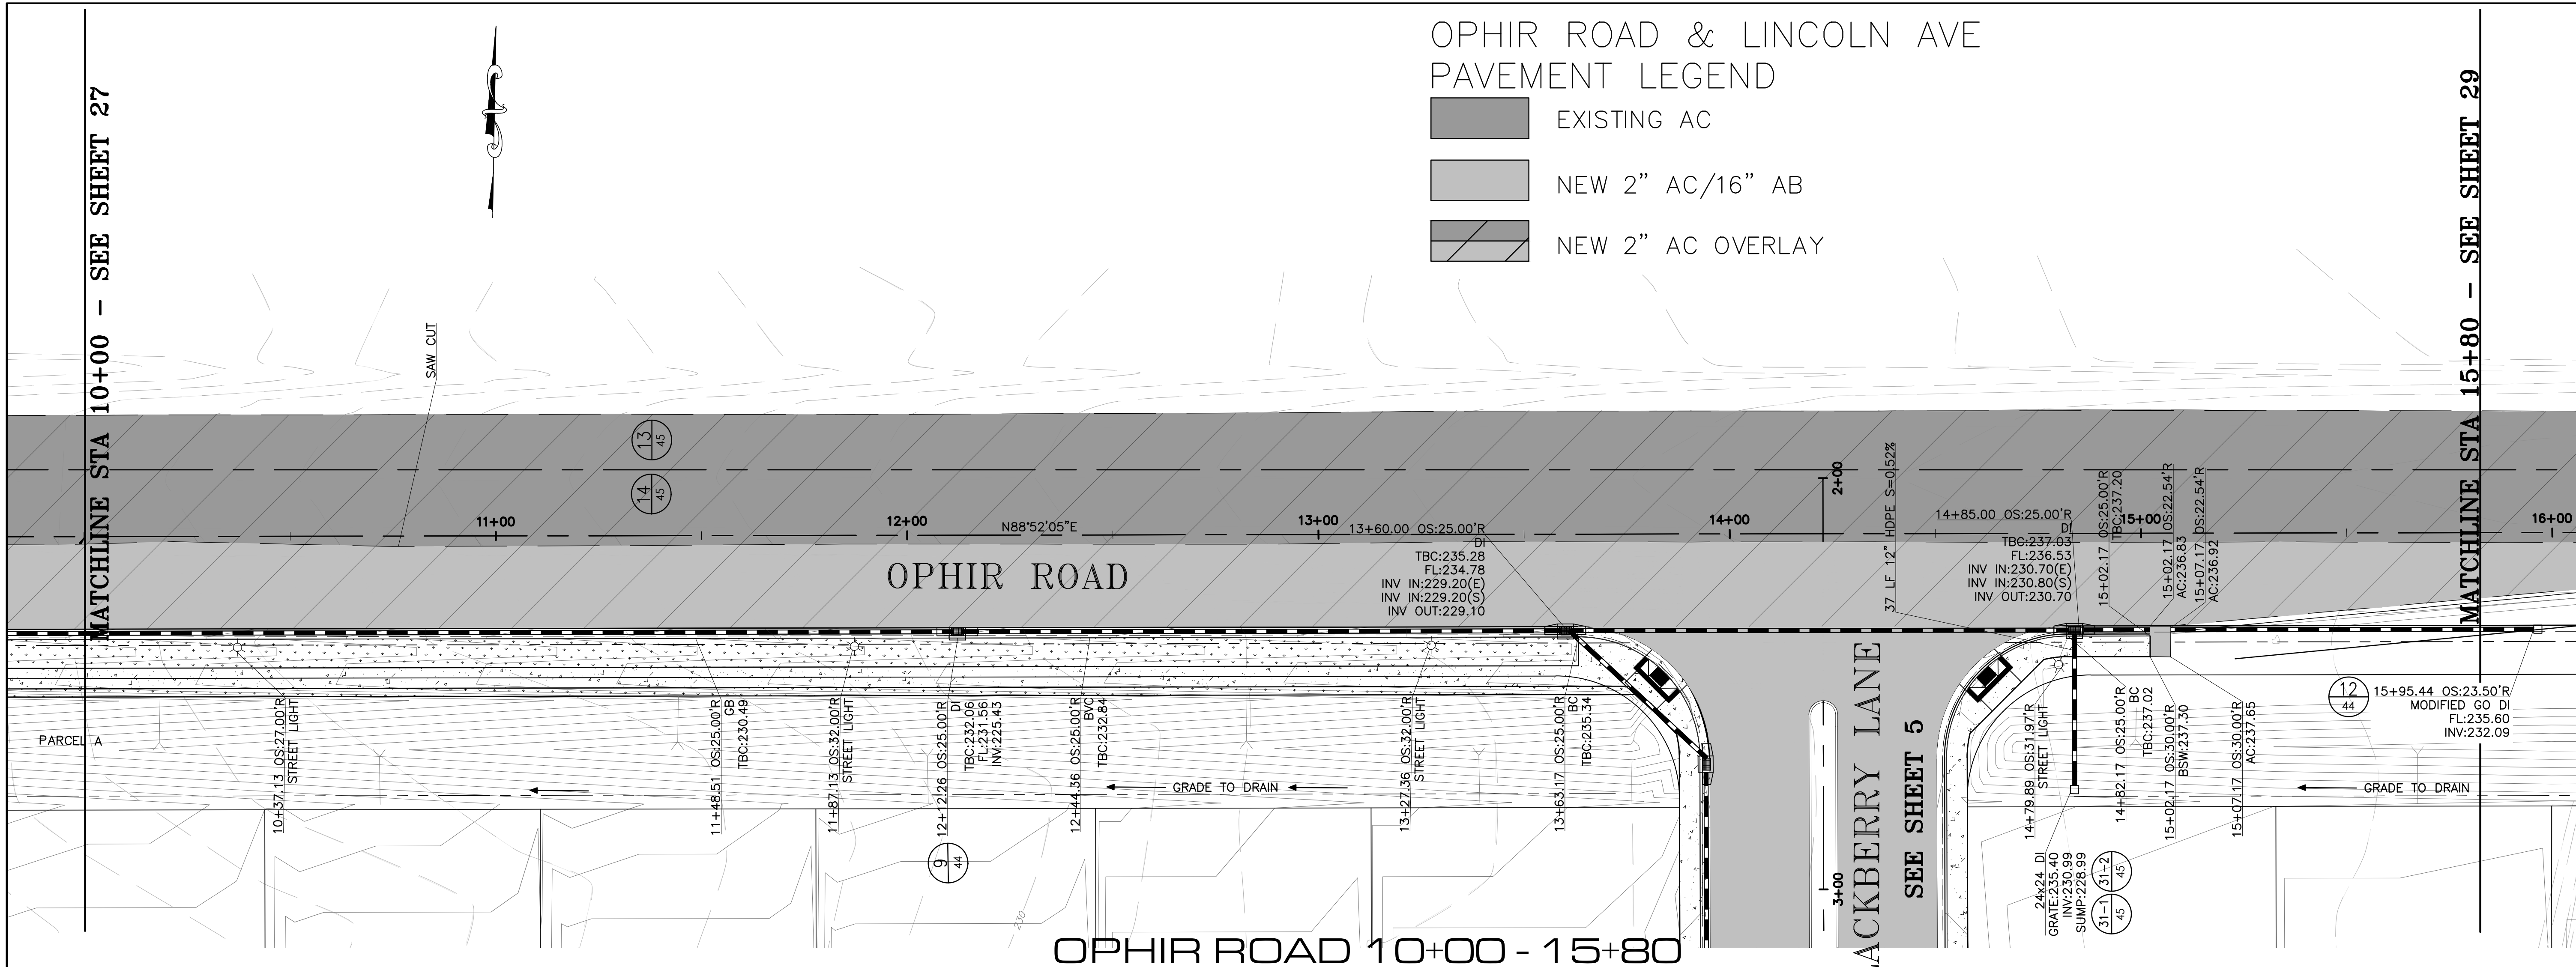 OPHIR ROAD & LINCOLN AVE
PAVEMENT LEGEND
EXISTING AC
NEW 2” AC/16” AB
NEW 2” AC OVERLAY
MATCHLINE STA 10+00 - SEE SHEET 27
MATCHLINE STA 15+80 - SEE SHEET 29
SAW CUT
13
45
14
45
11+00
12+00
N88°52'05"E
13+00
14+00
15+00
16+00
2+00
3+00
OPHIR ROAD
13+60.00 OS:25.00'R
DI
TBC:235.28
FL:234.78
INV IN:229.20(E)
INV IN:229.20(S)
INV OUT:229.10
37 LF 12" HDPE S=0.52%
14+85.00 OS:25.00'R
DI
TBC:237.03
FL:236.53
INV IN:230.70(E)
INV IN:230.80(S)
INV OUT:230.70
15+02.17 OS:25.00'R
TBC:237.20
15+02.17 OS:22.54'R
AC:236.83
15+07.17 OS:22.54'R
AC:236.92
PARCEL A
10+37.13 OS:27.00'R
STREET LIGHT
11+48.51 OS:25.00'R
GB
TBC:230.49
11+87.13 OS:32.00'R
STREET LIGHT
12+12.26 OS:25.00'R
DI
TBC:232.06
FL:231.56
INV:225.43
9
44
12+44.36 OS:25.00'R
BVC
TBC:232.84
GRADE TO DRAIN
13+27.36 OS:32.00'R
STREET LIGHT
13+63.17 OS:25.00'R
BC
TBC:235.34
ACKBERRY LANE
SEE SHEET 5
14+79.89 OS:31.97'R
STREET LIGHT
14+82.17 OS:25.00'R
BC
TBC:237.02
15+02.17 OS:30.00'R
BSW:237.30
15+07.17 OS:30.00'R
AC:237.65
12
44
15+95.44 OS:23.50'R
MODIFIED GO DI
FL:235.60
INV:232.09
GRADE TO DRAIN
24x24 DI
GRATE:235.40
INV:230.99
SUMP:228.99
31-1
45
31-2
45
230
OPHIR ROAD 10+00 - 15+80